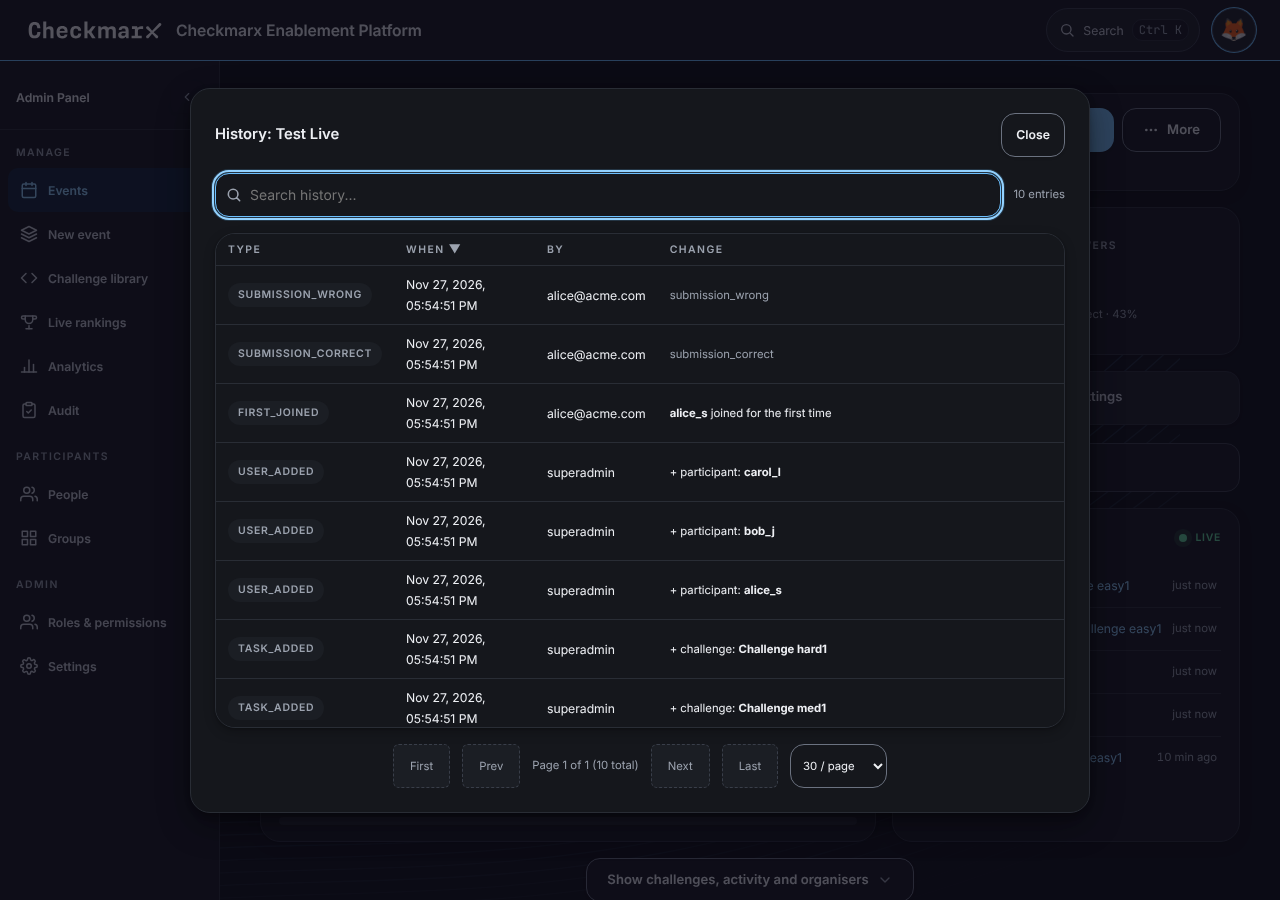 Checkmarx Checkmarx Enablement Platform
Search Ctrl K
Admin Panel
MANAGE
Events
New event
Challenge library
Live rankings
Analytics
Audit
PARTICIPANTS
People
Groups
ADMIN
Roles & permissions
Settings
More
History: Test Live
Close
Search history...
10 entries
TYPE WHEN ▼ BY CHANGE
SUBMISSION_WRONG Nov 27, 2026, alice@acme.com submission_wrong
05:54:51 PM
SUBMISSION_CORRECT Nov 27, 2026, alice@acme.com submission_correct
05:54:51 PM
FIRST_JOINED Nov 27, 2026, alice@acme.com alice_s joined for the first time
05:54:51 PM
USER_ADDED Nov 27, 2026, superadmin + participant: carol_l
05:54:51 PM
USER_ADDED Nov 27, 2026, superadmin + participant: bob_j
05:54:51 PM
USER_ADDED Nov 27, 2026, superadmin + participant: alice_s
05:54:51 PM
TASK_ADDED Nov 27, 2026, superadmin + challenge: Challenge hard1
05:54:51 PM
TASK_ADDED Nov 27, 2026, superadmin + challenge: Challenge med1
05:54:51 PM
First Prev Page 1 of 1 (10 total) Next Last 30 / page
· 43%
LIVE
easy1 just now
easy1 just now
just now
just now
easy1 10 min ago
Show challenges, activity and organisers